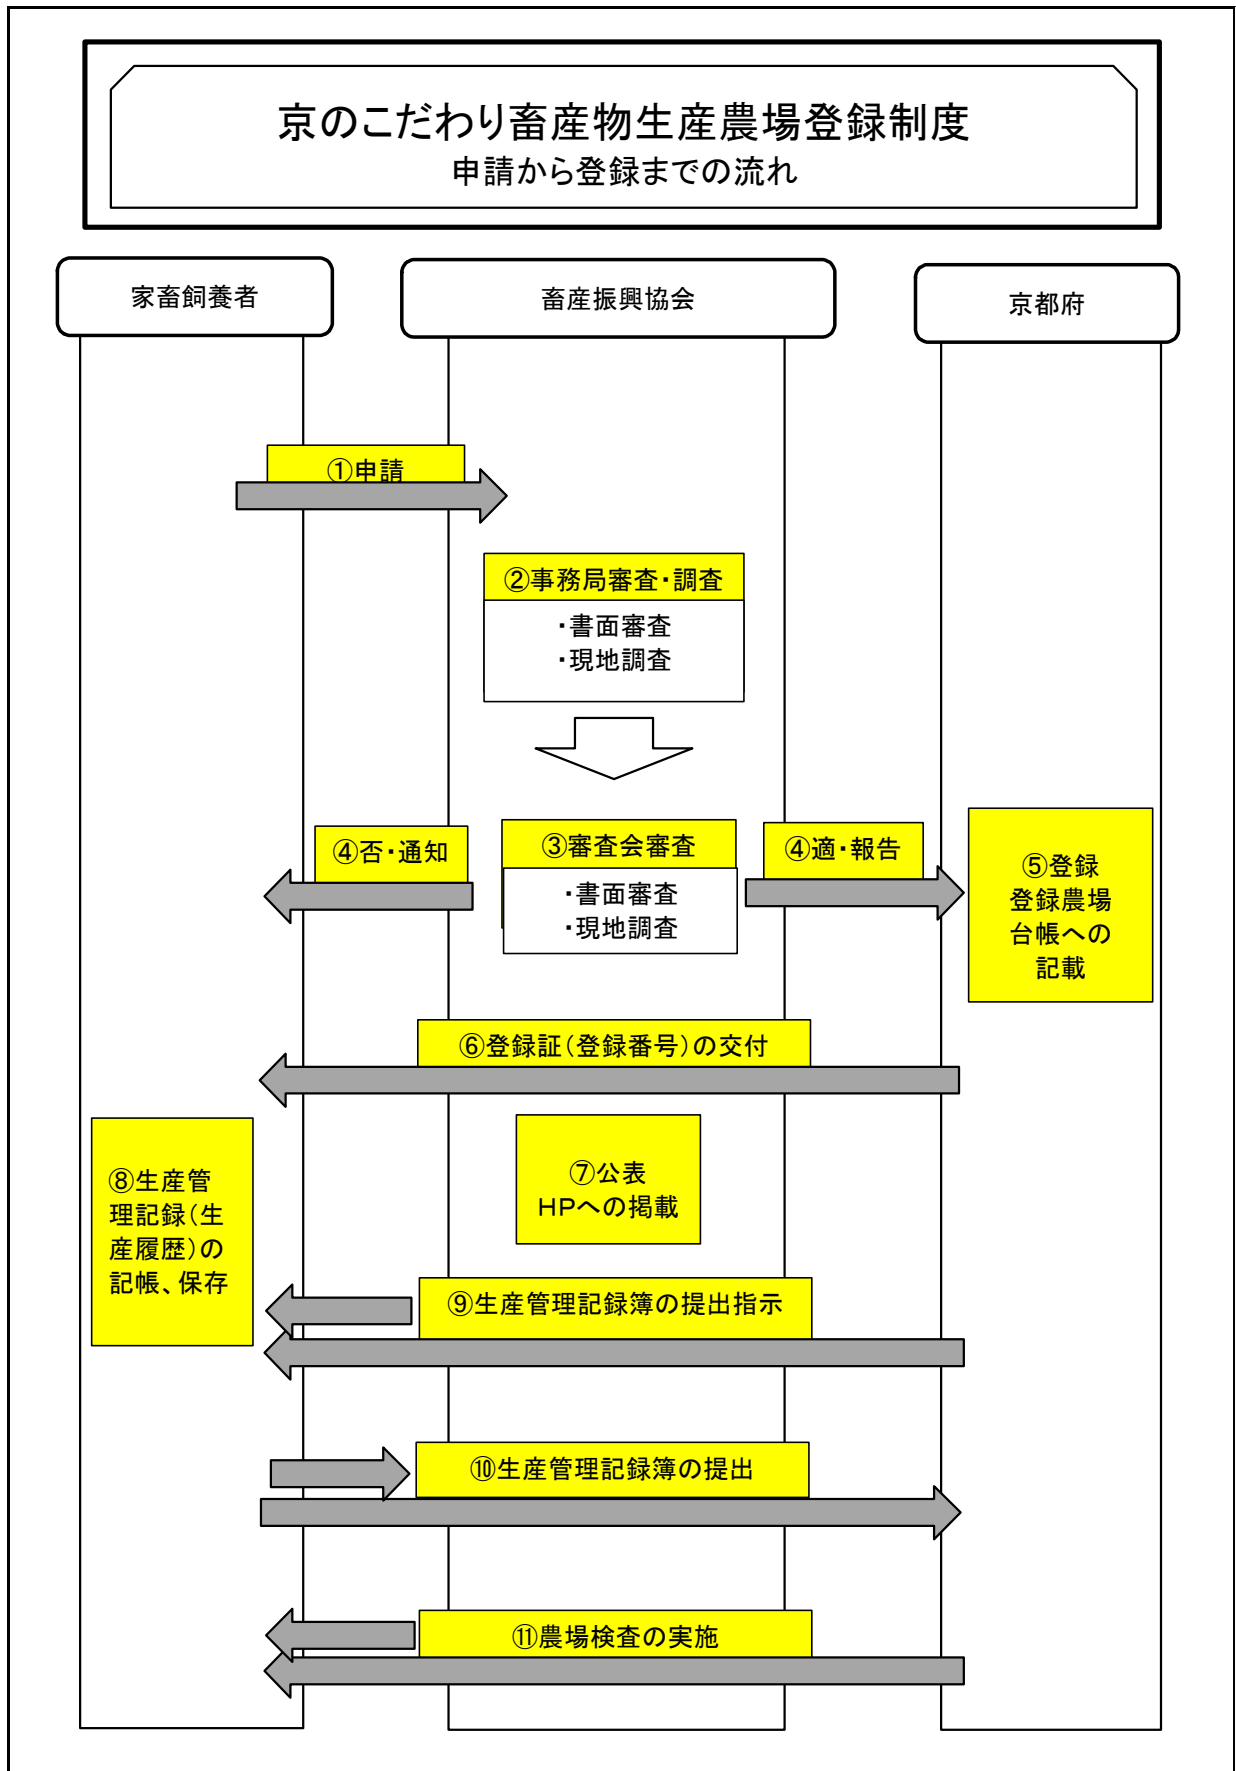 京のこだわり畜産物生産農場登録制度
申請から登録までの流れ
家畜飼養者
畜産振興協会
京都府
①申請
②事務局審査・調査
・書面審査
・現地調査
④否・通知
③審査会審査
・書面審査
・現地調査
④適・報告
⑤登録
登録農場
台帳への
記載
⑥登録証(登録番号)の交付
⑦公表
HPへの掲載
⑧生産管
理記録(生
産履歴)の
記帳、保存
⑨生産管理記録簿の提出指示
⑩生産管理記録簿の提出
⑪農場検査の実施